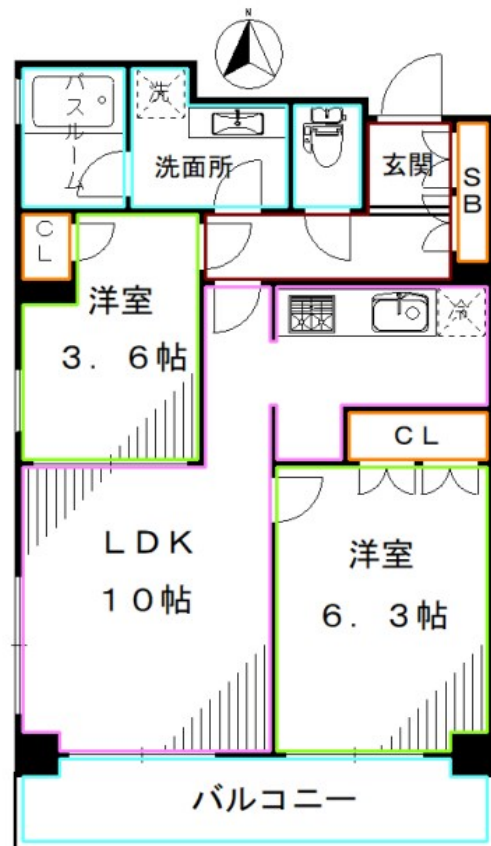 N
バスルーム
洗
洗面所
玄関
SB
CL
洋室
3.6帖
冷
CL
LDK
10帖
洋室
6.3帖
バルコニー